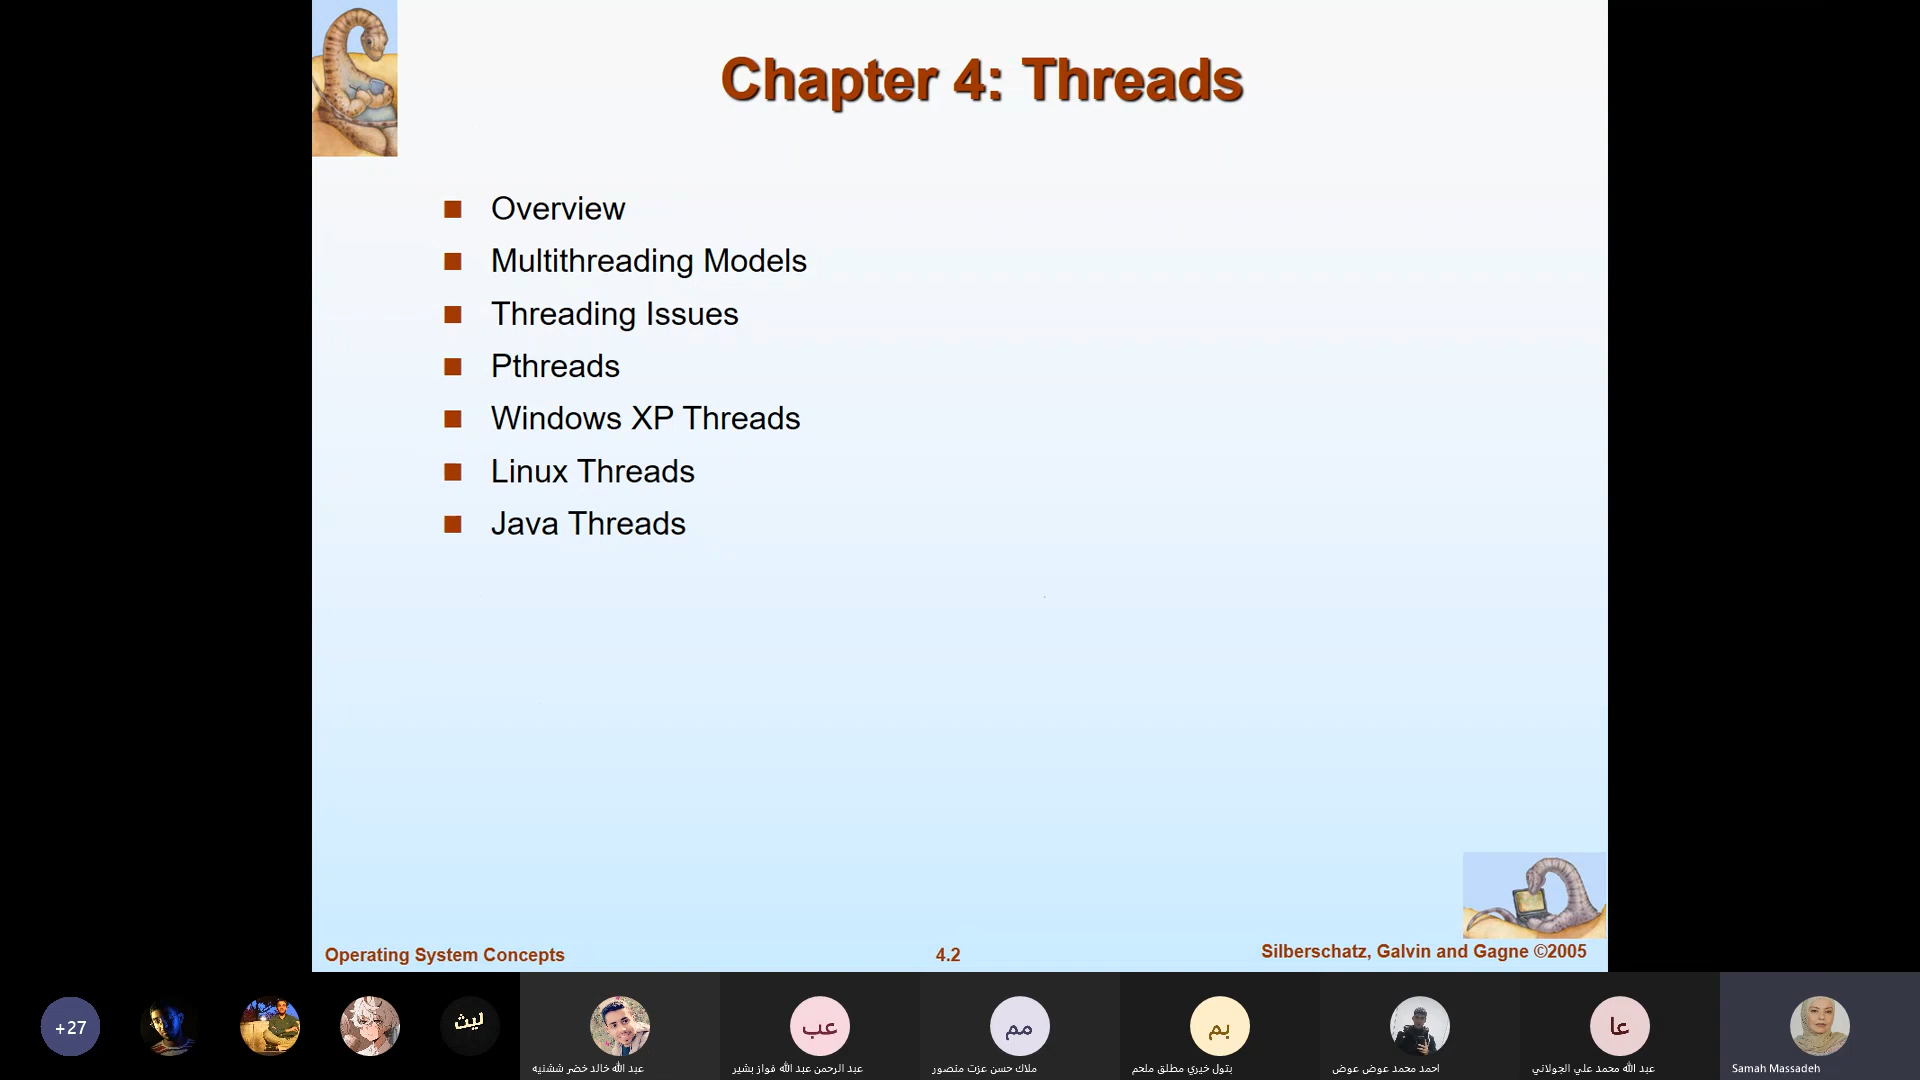 Chapter 4: Threads
Overview
Multithreading Models
Threading Issues
Pthreads
Windows XP Threads
Linux Threads
Java Threads
Operating System Concepts
4.2
Silberschatz, Galvin and Gagne ©2005
+27
ليث
عب
مم
بم
عا
عبد الله خالد خضر ششنيه
عبد الرحمن عبد الله فواز بشير
ملاك حسن عزت منصور
بتول خيري مطلق ملحم
احمد محمد عوض عوض
عبد الله محمد علي الجولاني
Samah Massadeh